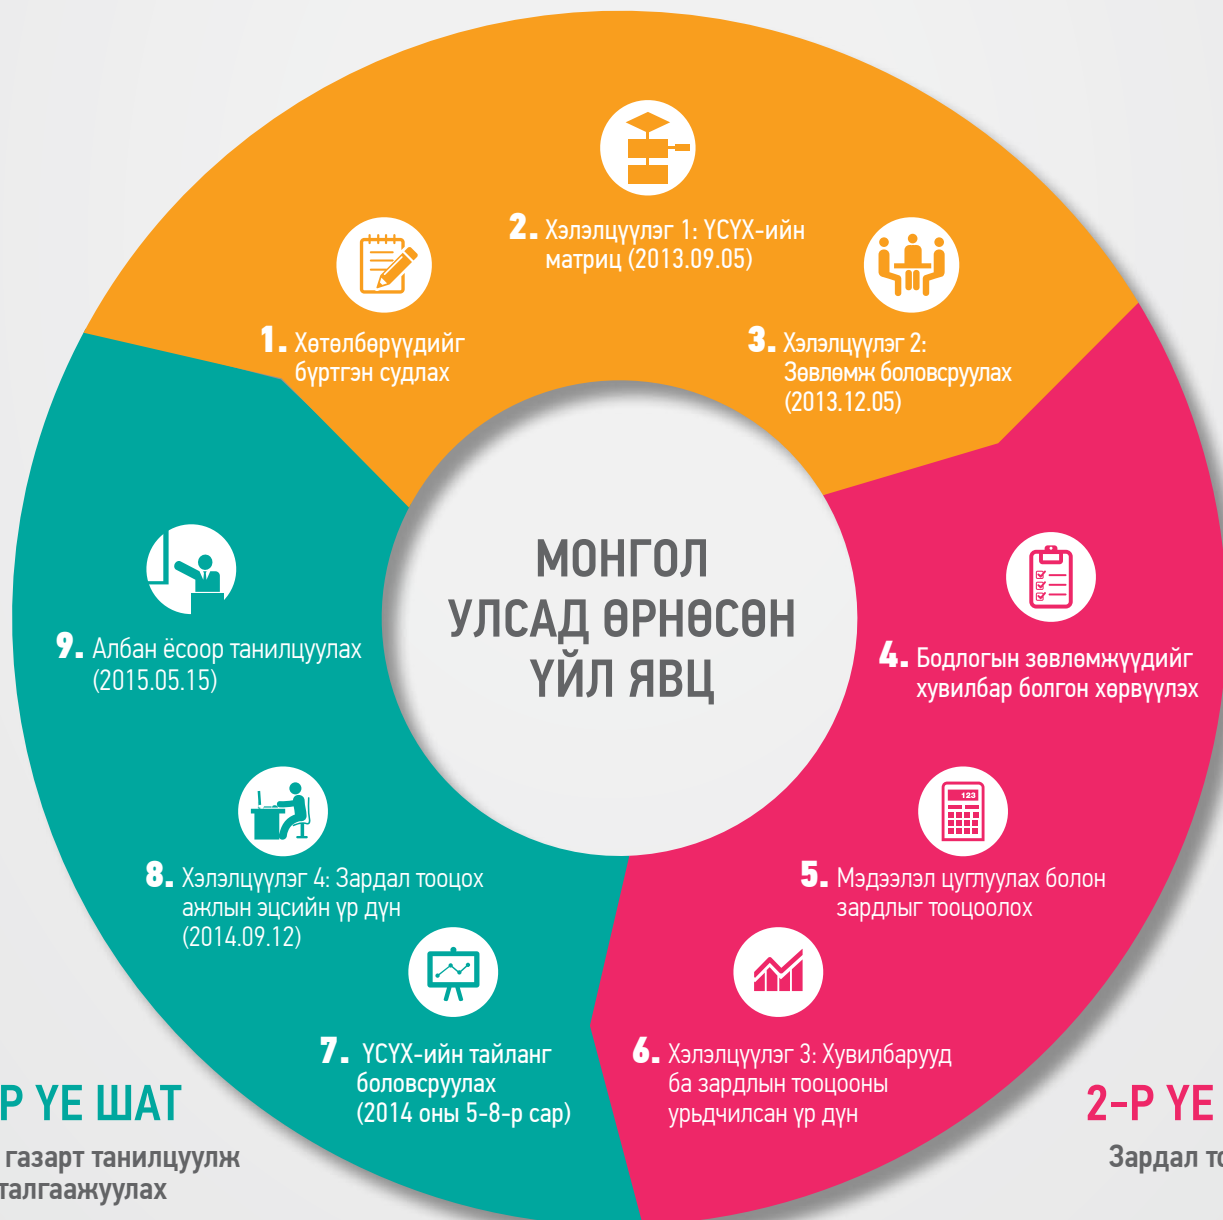 МОНГОЛ
УЛСАД ӨРНӨСӨН
ҮЙЛ ЯВЦ
1. Хөтөлбөрүүдийг
бүртгэн судлах
2. Хэлэлцүүлэг 1: ҮСҮХ-ийн
матриц (2013.09.05)
3. Хэлэлцүүлэг 2:
Зөвлөмж боловсруулах
(2013.12.05)
4. Бодлогын зөвлөмжүүдийг
хувилбар болгон хөрвүүлэх
123
5. Мэдээлэл цуглуулах болон
зардлыг тооцоолох
6. Хэлэлцүүлэг 3: Хувилбарууд
ба зардлын тооцооны
урьдчилсан үр дүн
7. ҮСҮХ-ийн тайланг
боловсруулах
(2014 оны 5-8-р сар)
8. Хэлэлцүүлэг 4: Зардал тооцох
ажлын эцсийн үр дүн
(2014.09.12)
9. Албан ёсоор танилцуулах
(2015.05.15)
Р ҮЕ ШАТ
газарт танилцуулж
талгаажуулах
2-Р ҮЕ
Зардал то